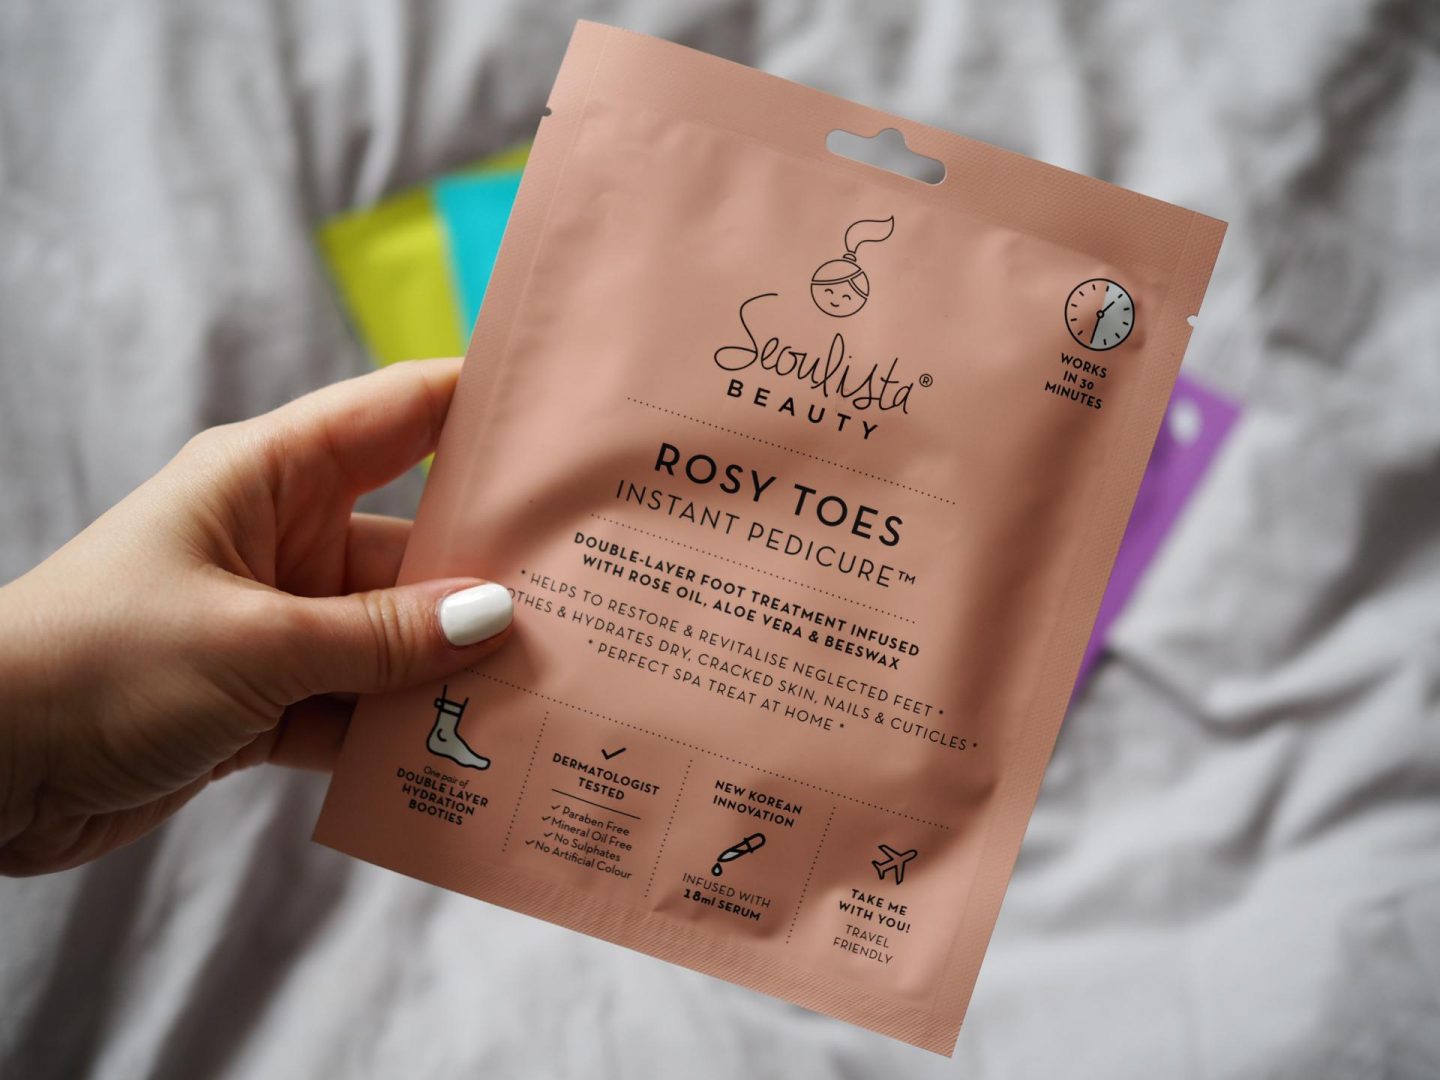 Seoulista®
BEAUTY
WORKS
IN 30
MINUTES
ROSY TOES
INSTANT PEDICURE™
DOUBLE-LAYER FOOT TREATMENT INFUSED
WITH ROSE OIL, ALOE VERA & BEESWAX
* HELPS TO RESTORE & REVITALISE NEGLECTED FEET *
& HYDRATES DRY, CRACKED SKIN, NAILS & CUTICLES *
* PERFECT SPA TREAT AT HOME *
One pair of
DOUBLE LAYER
HYDRATION
BOOTIES
DERMATOLOGIST
TESTED
✓ Paraben Free
✓ Mineral Oil Free
✓ No Sulphates
✓ No Artificial Colour
NEW KOREAN
INNOVATION
INFUSED WITH
18ml SERUM
TAKE ME
WITH YOU!
TRAVEL
FRIENDLY